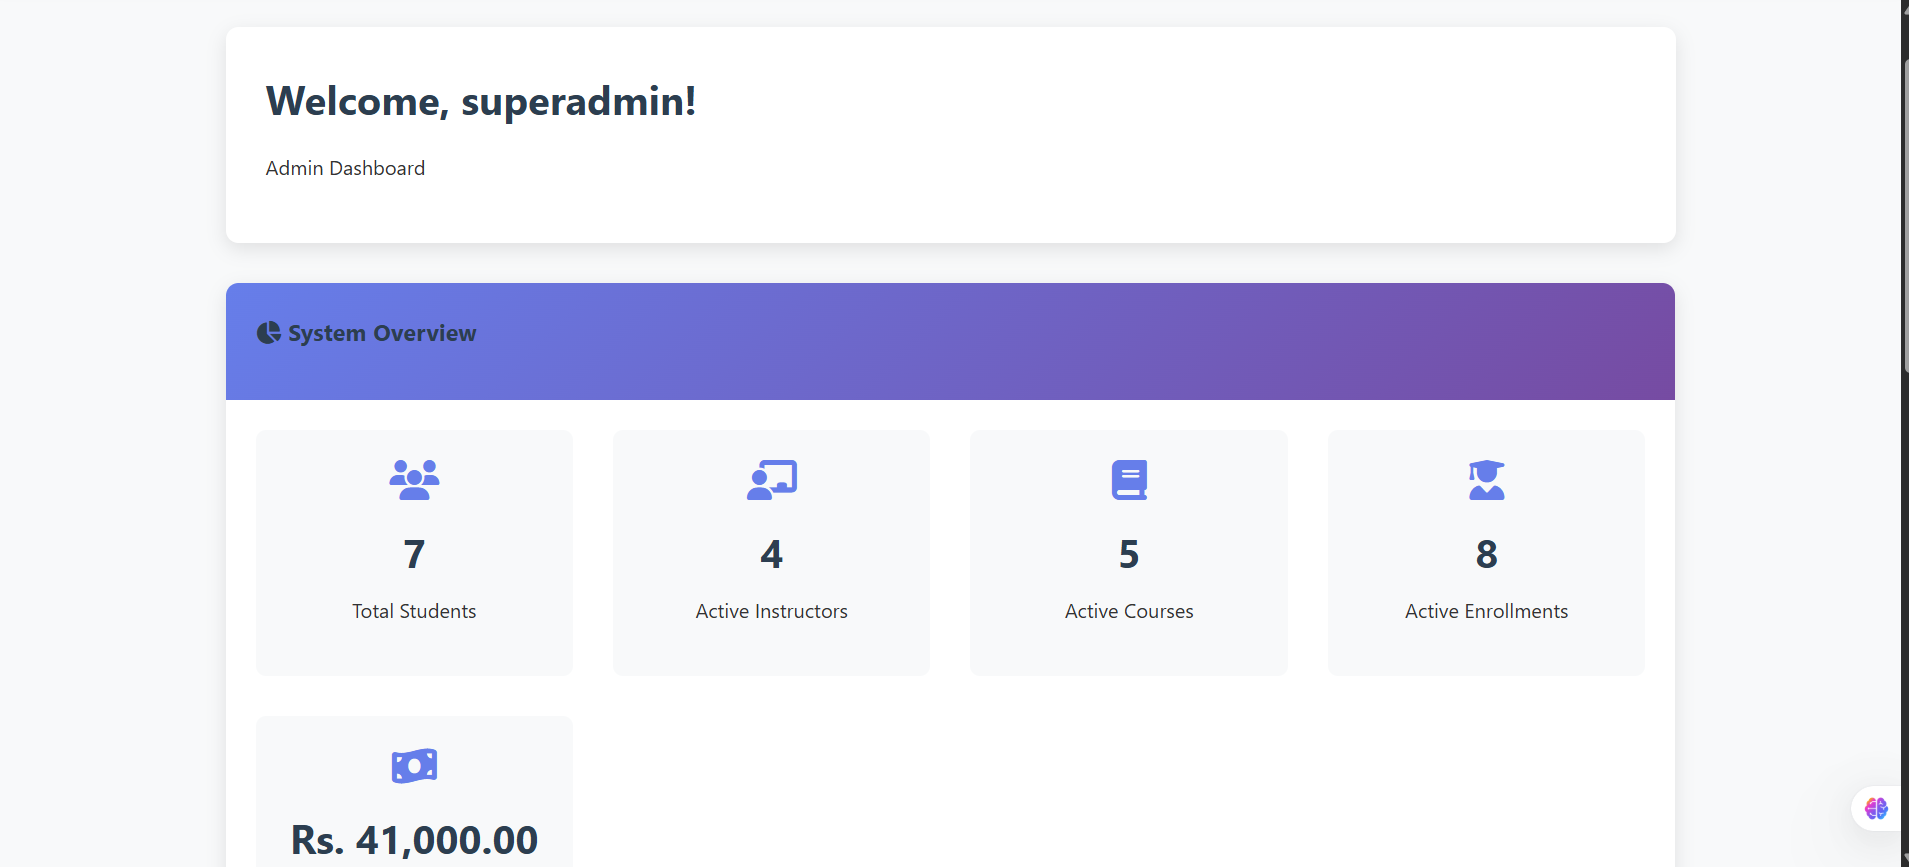 Welcome, superadmin!
Admin Dashboard
System Overview
7
Total Students
4
Active Instructors
5
Active Courses
8
Active Enrollments
Rs. 41,000.00